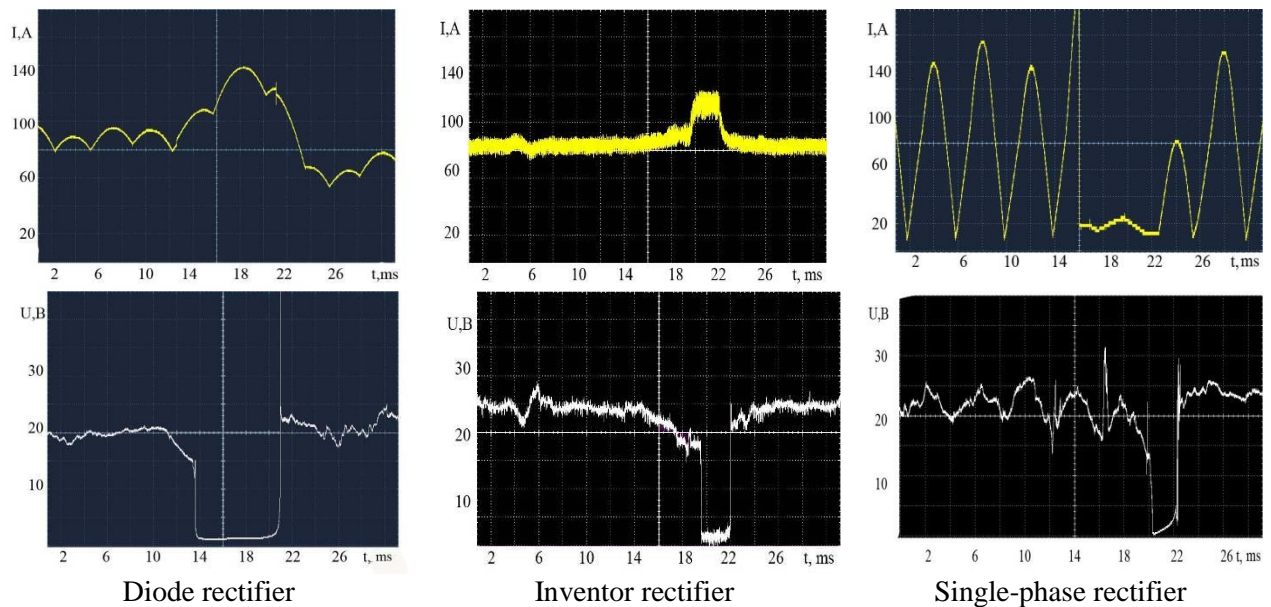 I,A
140
100
60
20
2 6 10 14 18 22 26 t,ms
I,A
140
100
60
20
2 6 10 14 18 22 26 t, ms
I,A
140
100
60
20
2 6 10 14 18 22 26 t,ms
U,B
30
20
10
2 6 10 14 18 22 26 t, ms
U,B
30
20
10
2 6 10 14 18 22 26 t, ms
U,B
30
20
10
2 6 10 14 18 22 26 t, ms
Diode rectifier
Inventor rectifier
Single-phase rectifier